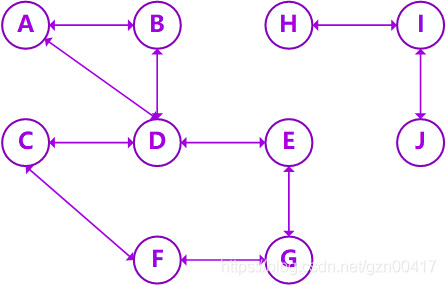 A B H I
C D E J
F G
https://blog.csdn.net/gzn00417